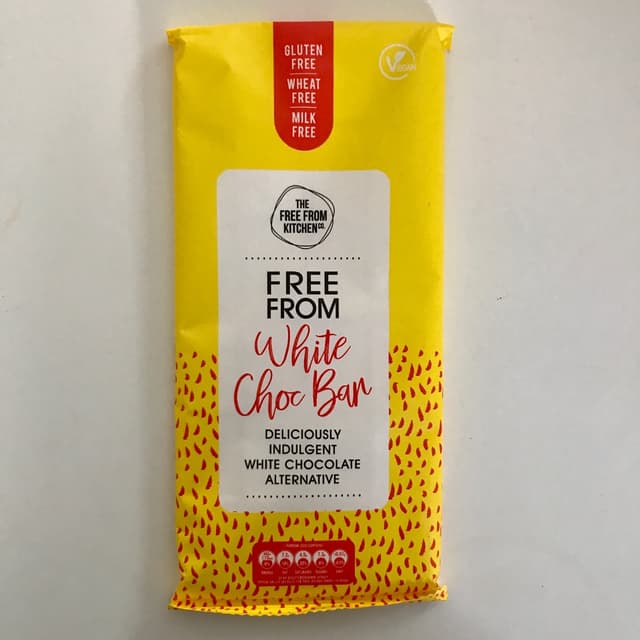 GLUTEN
FREE
WHEAT
FREE
MILK
FREE
VEGAN
THE
FREE FROM
KITCHEN CO.
FREE
FROM
White
Choc Bar
DELICIOUSLY
INDULGENT
WHITE CHOCOLATE
ALTERNATIVE